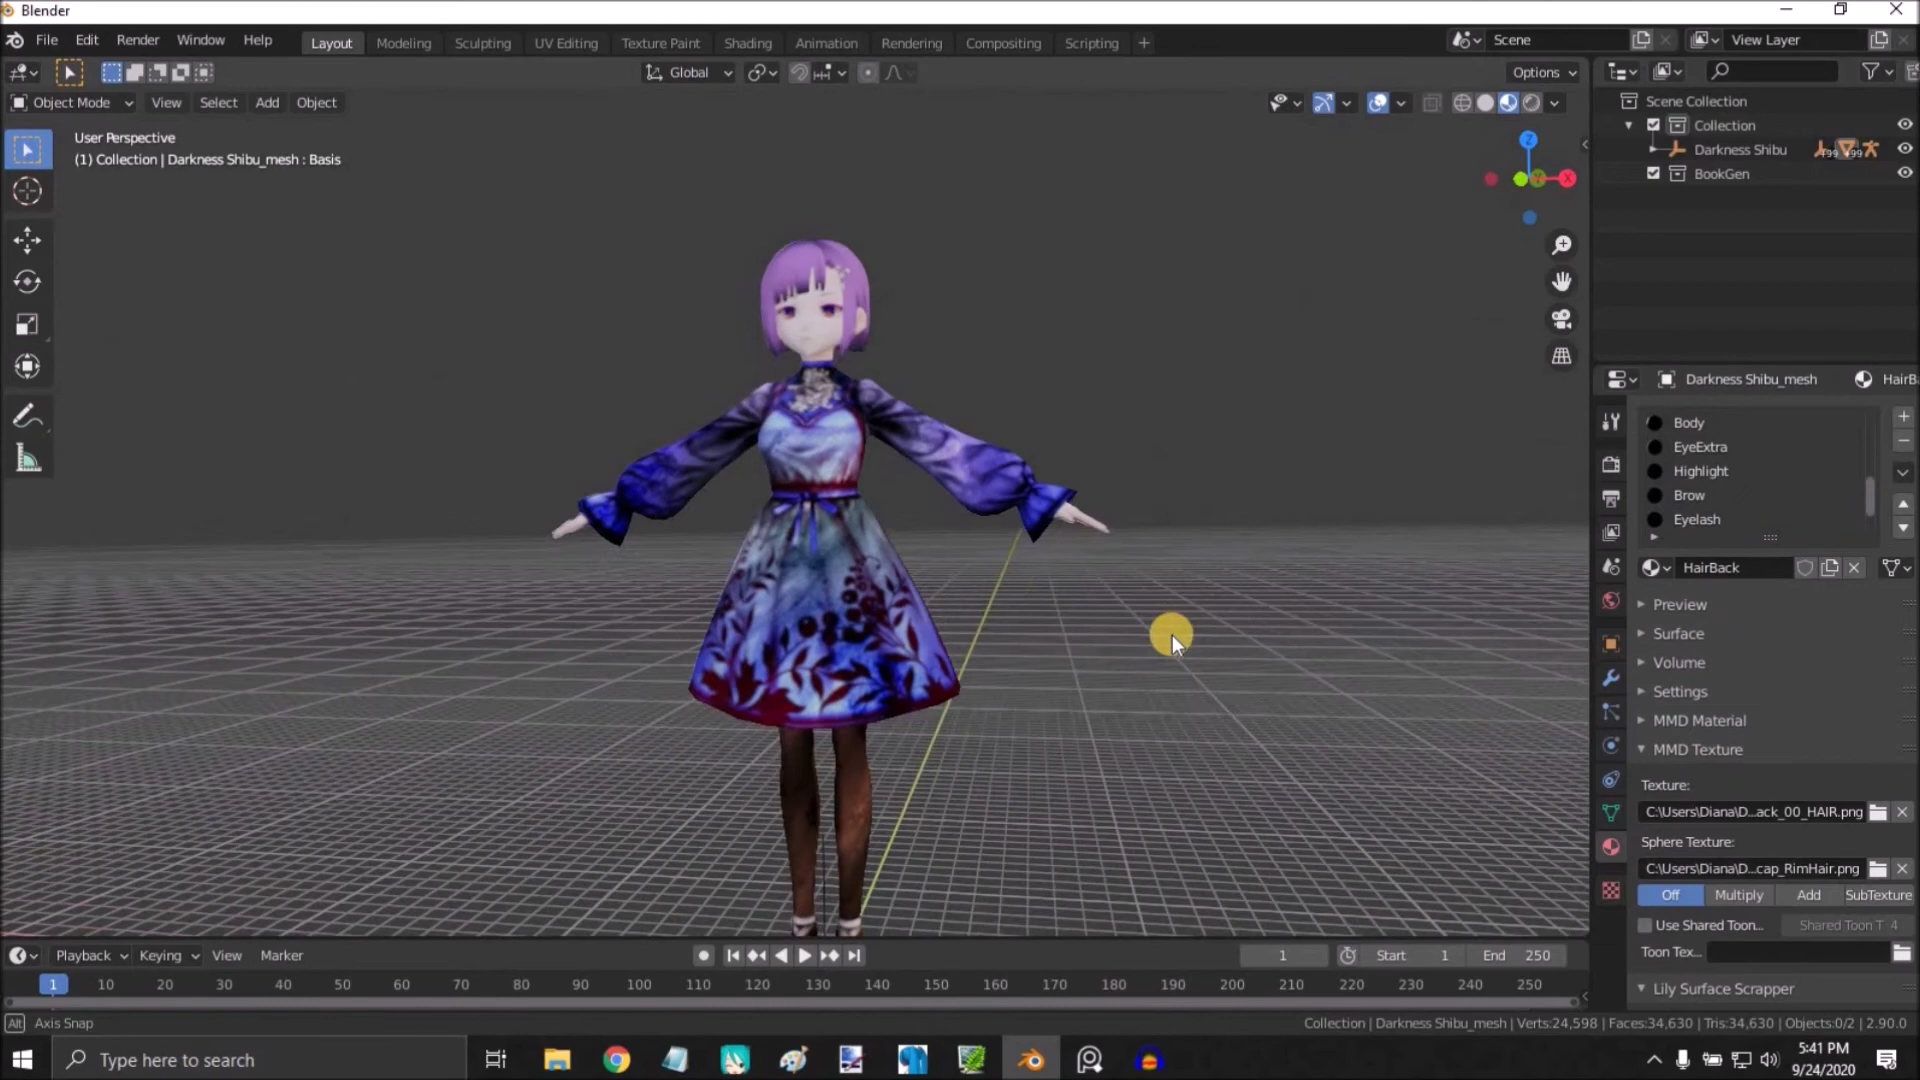 Blender
File Edit Render Window Help Layout Modeling Sculpting UV Editing Texture Paint Shading Animation Rendering Compositing Scripting + Scene View Layer
Global Options
Object Mode View Select Add Object
User Perspective
(1) Collection | Darkness Shibu_mesh : Basis
Z
X
Scene Collection
Collection
Darkness Shibu
BookGen
Darkness Shibu_mesh HairB
Body
EyeExtra
Highlight
Brow
Eyelash
HairBack
Preview
Surface
Volume
Settings
MMD Material
MMD Texture
Texture:
C:\Users\Diana\D...ack_00_HAIR.png
Sphere Texture:
C:\Users\Diana\D...cap_RimHair.png
Off Multiply Add SubTexture
Use Shared Toon... Shared Toon T 4
Toon Tex...
Lily Surface Scrapper
Playback Keying View Marker 1 Start 1 End 250
1 10 20 30 40 50 60 70 80 90 100 110 120 130 140 150 160 170 180 190 200 210 220 230 240 250
Alt Axis Snap
Collection | Darkness Shibu_mesh | Verts:24,598 | Faces:34,630 | Tris:34,630 | Objects:0/2 | 2.90.0
Type here to search
5:41 PM
9/24/2020